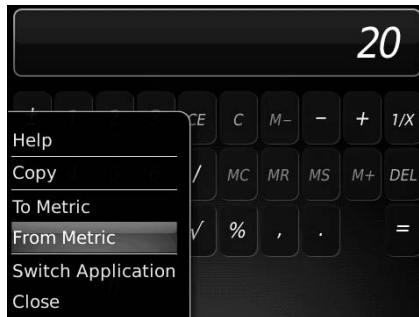 20
CE C M- - + 1/X
Help
Copy
/ MC MR MS M+ DEL
To Metric
From Metric
√ % , . =
Switch Application
Close